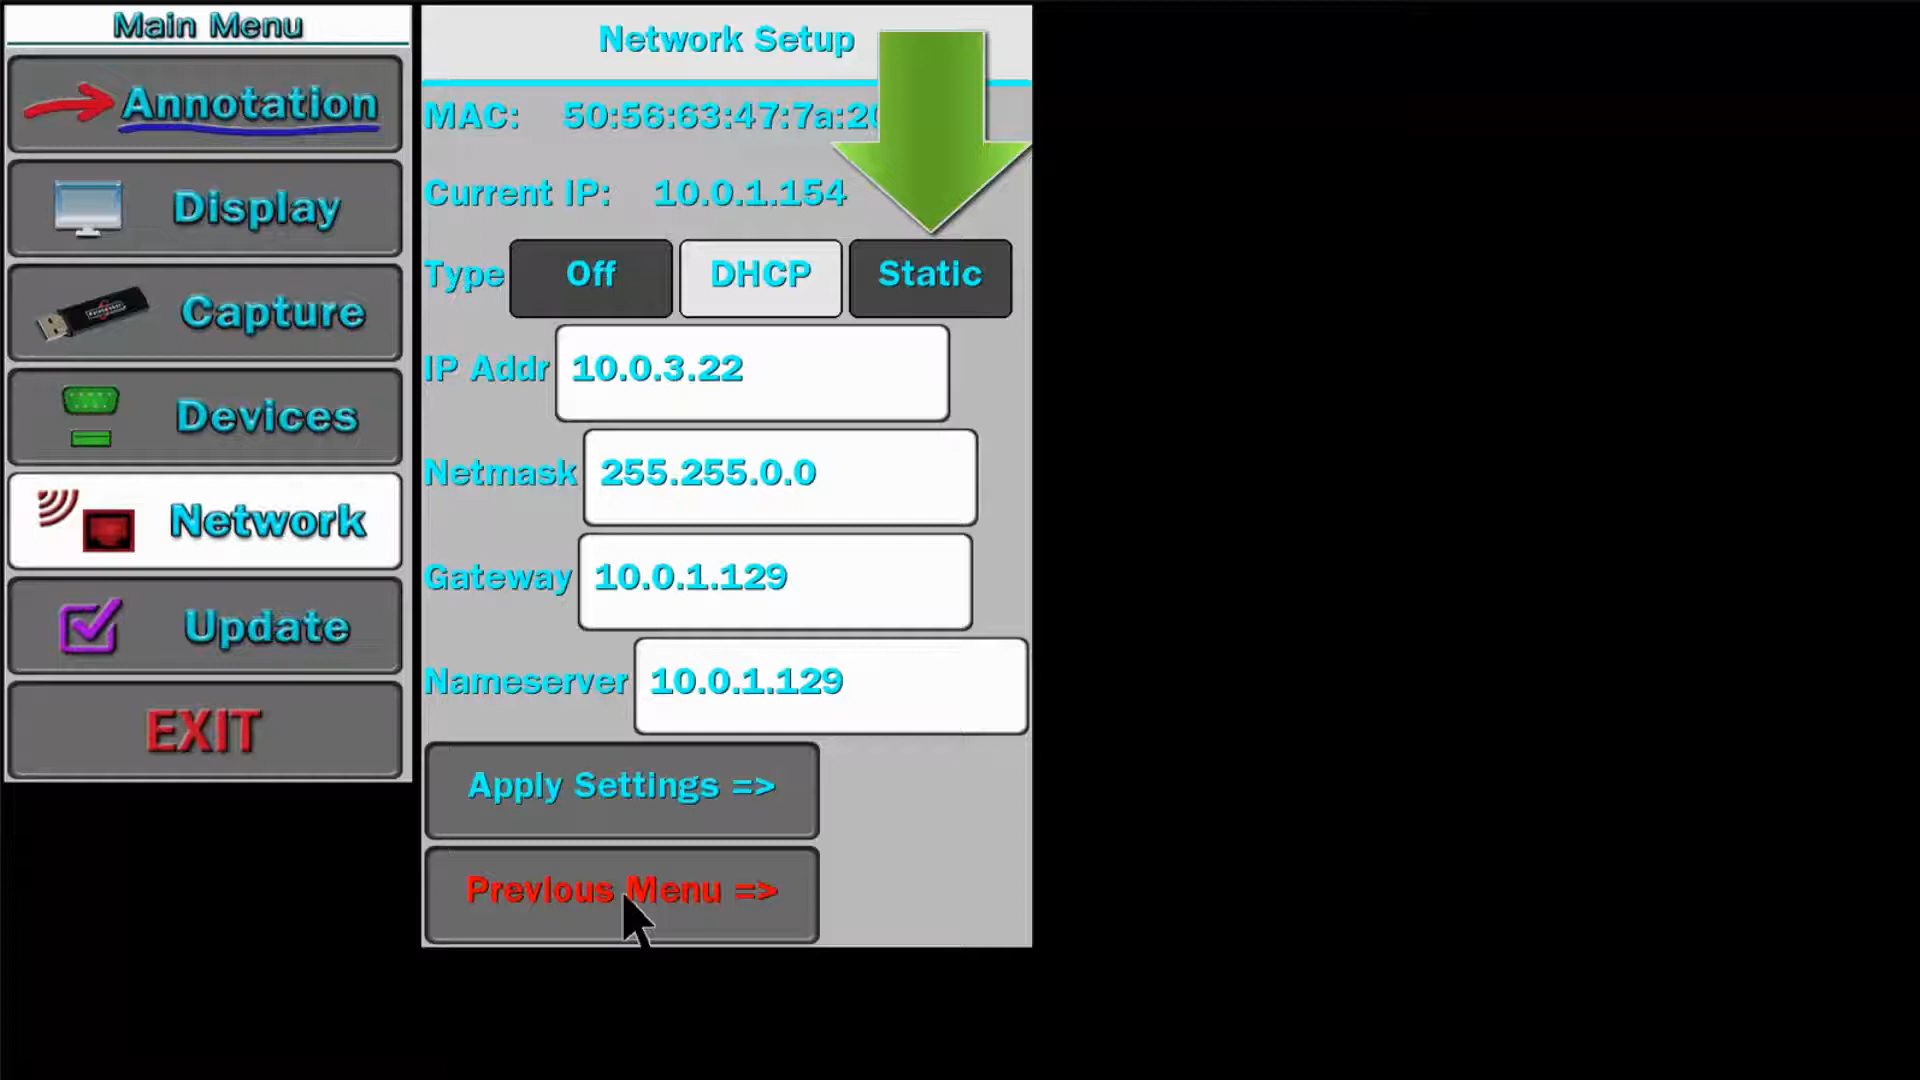 Main Menu
Annotation
Display
Capture
Devices
Network
Update
EXIT
Network Setup
MAC: 50:56:63:47:7a:20
Current IP: 10.0.1.154
Type Off DHCP Static
IP Addr 10.0.3.22
Netmask 255.255.0.0
Gateway 10.0.1.129
Nameserver 10.0.1.129
Apply Settings =>
Previous Menu =>